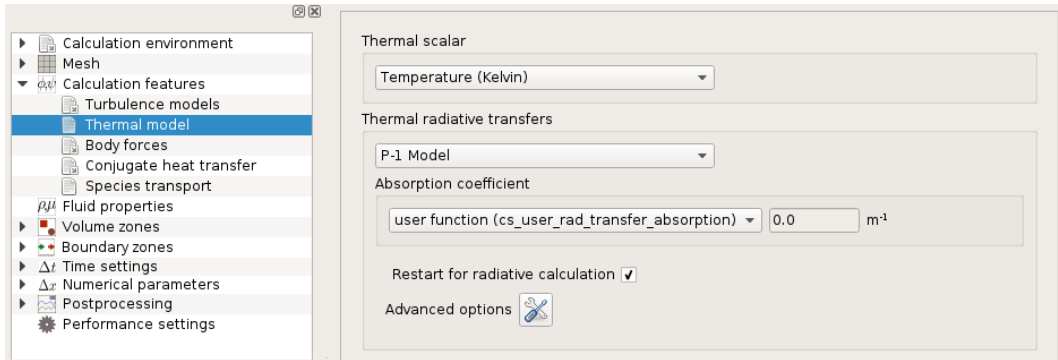 Calculation environment
Mesh
φ,ψ Calculation features
Turbulence models
Thermal model
Body forces
Conjugate heat transfer
Species transport
ρ,μ Fluid properties
Volume zones
Boundary zones
Δt Time settings
Δx Numerical parameters
Postprocessing
Performance settings
Thermal scalar
Temperature (Kelvin)
Thermal radiative transfers
P-1 Model
Absorption coefficient
user function (cs_user_rad_transfer_absorption) 0.0 m⁻¹
Restart for radiative calculation
Advanced options